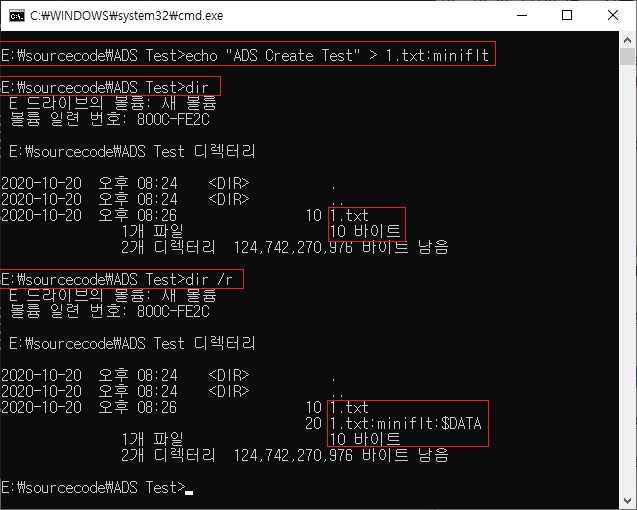 C:₩WINDOWS₩system32₩cmd.exe
E:₩sourcecode₩ADS Test>echo "ADS Create Test" > 1.txt:miniflt
E:₩sourcecode₩ADS Test>dir
E 드라이브의 볼륨: 새 볼륨
볼륨 일련 번호: 800C-FE2C
E:₩sourcecode₩ADS Test 디렉터리
2020-10-20 오후 08:24 <DIR> .
2020-10-20 오후 08:24 <DIR> ..
2020-10-20 오후 08:26 10 1.txt
1개 파일 10 바이트
2개 디렉터리 124,742,270,976 바이트 남음
E:₩sourcecode₩ADS Test>dir /r
E 드라이브의 볼륨: 새 볼륨
볼륨 일련 번호: 800C-FE2C
E:₩sourcecode₩ADS Test 디렉터리
2020-10-20 오후 08:24 <DIR> .
2020-10-20 오후 08:24 <DIR> ..
2020-10-20 오후 08:26 10 1.txt
20 1.txt:miniflt:$DATA
1개 파일 10 바이트
2개 디렉터리 124,742,270,976 바이트 남음
E:₩sourcecode₩ADS Test>